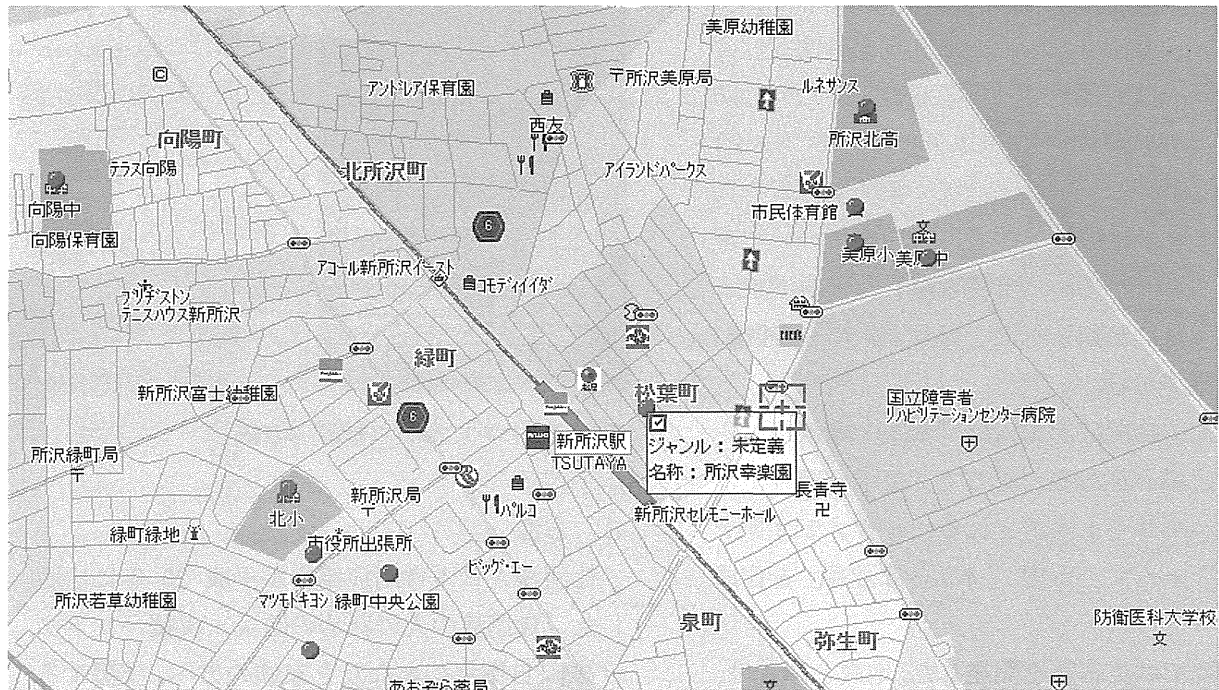 美原幼稚園
〒所沢美原局
アンドレア保育園
ルネサンス
西友
向陽町
所沢北高
テラス向陽
北所沢町
アイランドパークス
向陽中
市民体育館
向陽保育園
美原小
アコール新所沢イースト
コモディイイダ
ブリヂストン
テニスハウス新所沢
緑町
新所沢富士幼稚園
松葉町
国立障害者
リハビリテーションセンター病院
ジャンル：未定義
名称：所沢幸楽園
新所沢駅
TSUTAYA
所沢緑町局
〒
長青寺
卍
新所沢局
〒
パルコ
新所沢セレモニーホール
北小
緑町緑地
市役所出張所
ビッグ・エー
所沢若草幼稚園
マツモトキヨシ
緑町中央公園
泉町
弥生町
防衛医科大学校
文
あおぞら薬局
文